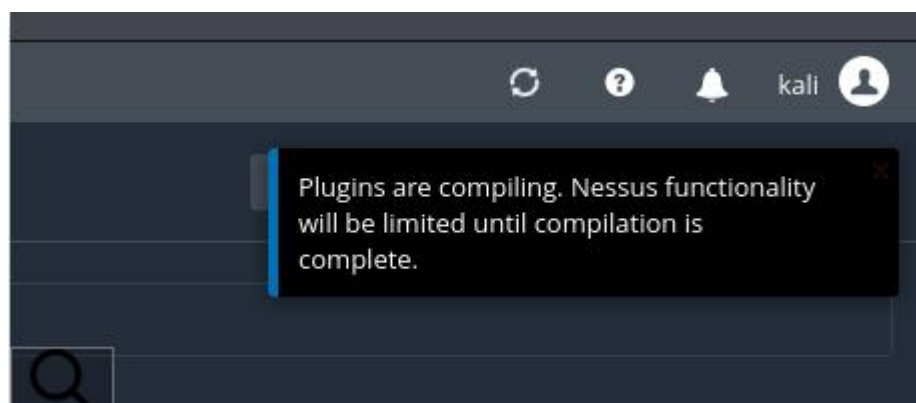 kali
Plugins are compiling. Nessus functionality
will be limited until compilation is
complete.